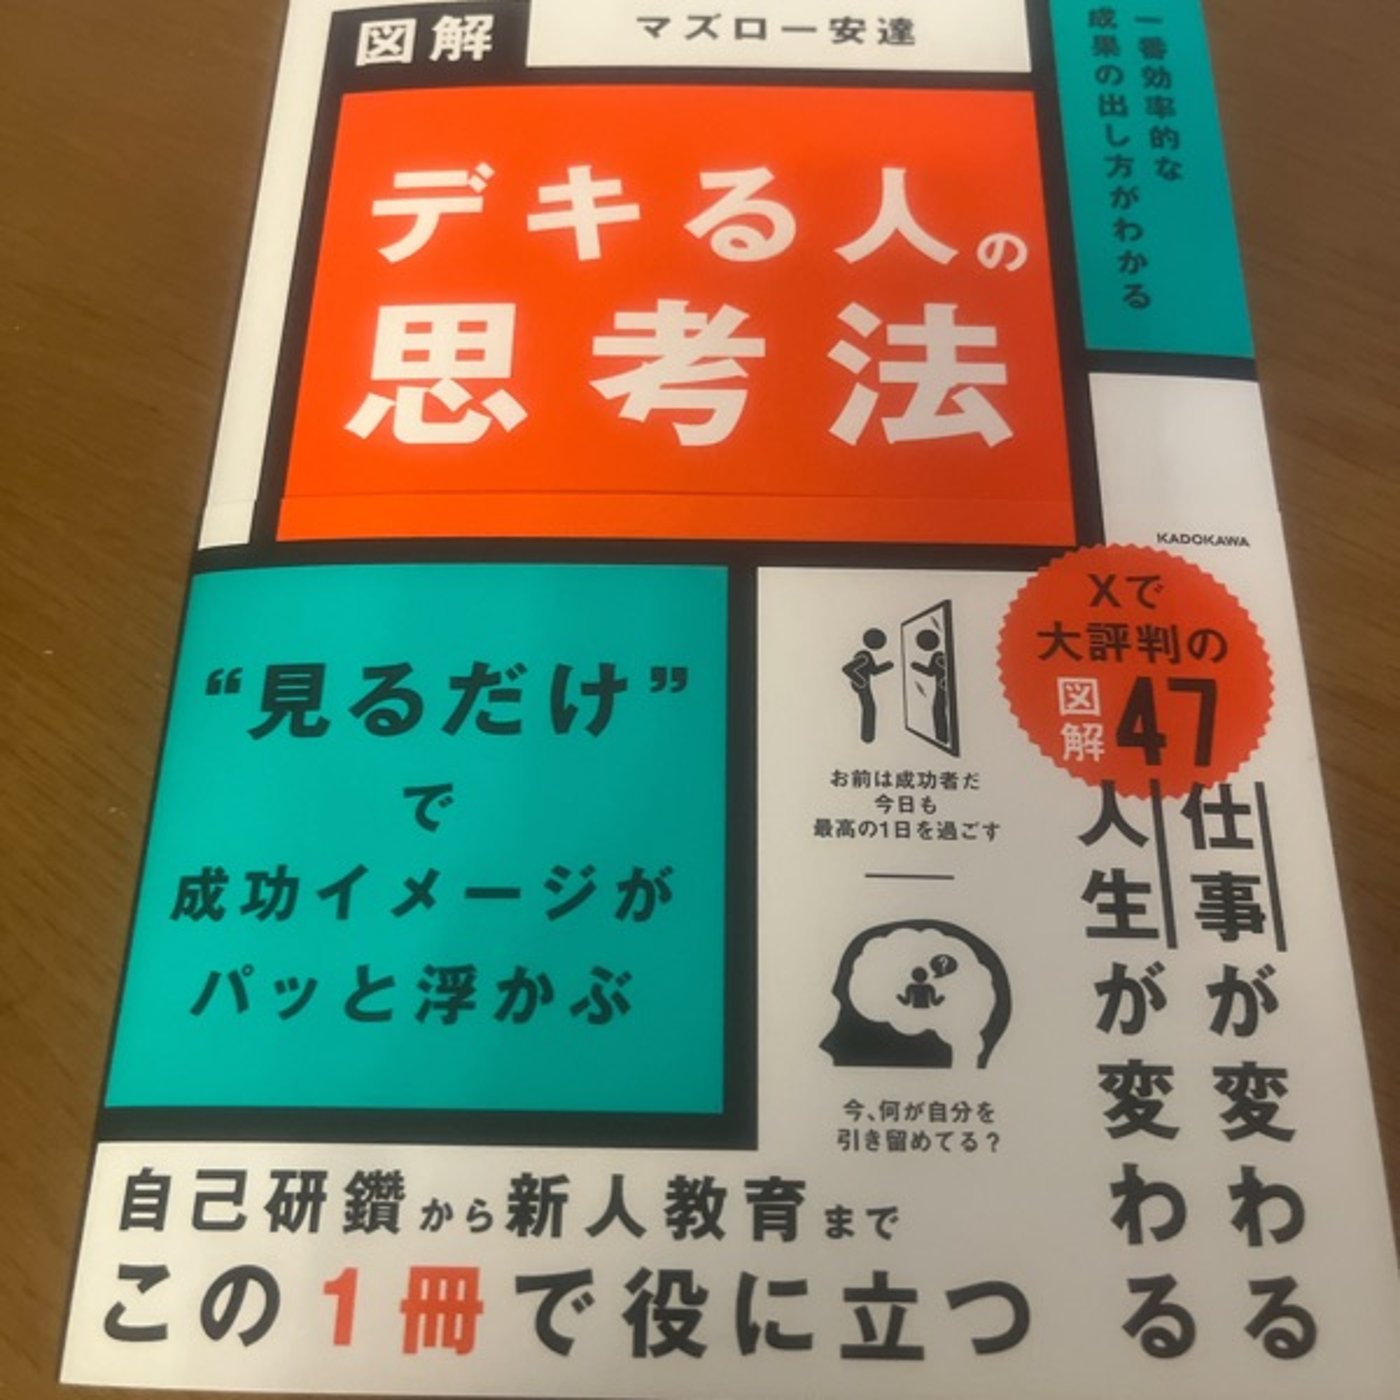 図解
マズロー安達
一番効率的な
成果の出し方がわかる
デキる人の
思考法
KADOKAWA
Xで
大評判の
図解47
仕事が変わる
人生が変わる
“見るだけ”
で
成功イメージが
パッと浮かぶ
お前は成功者だ
今日も
最高の1日を過ごす
?
今、何が自分を
引き留めてる？
自己研鑽から新人教育まで
この1冊で役に立つ